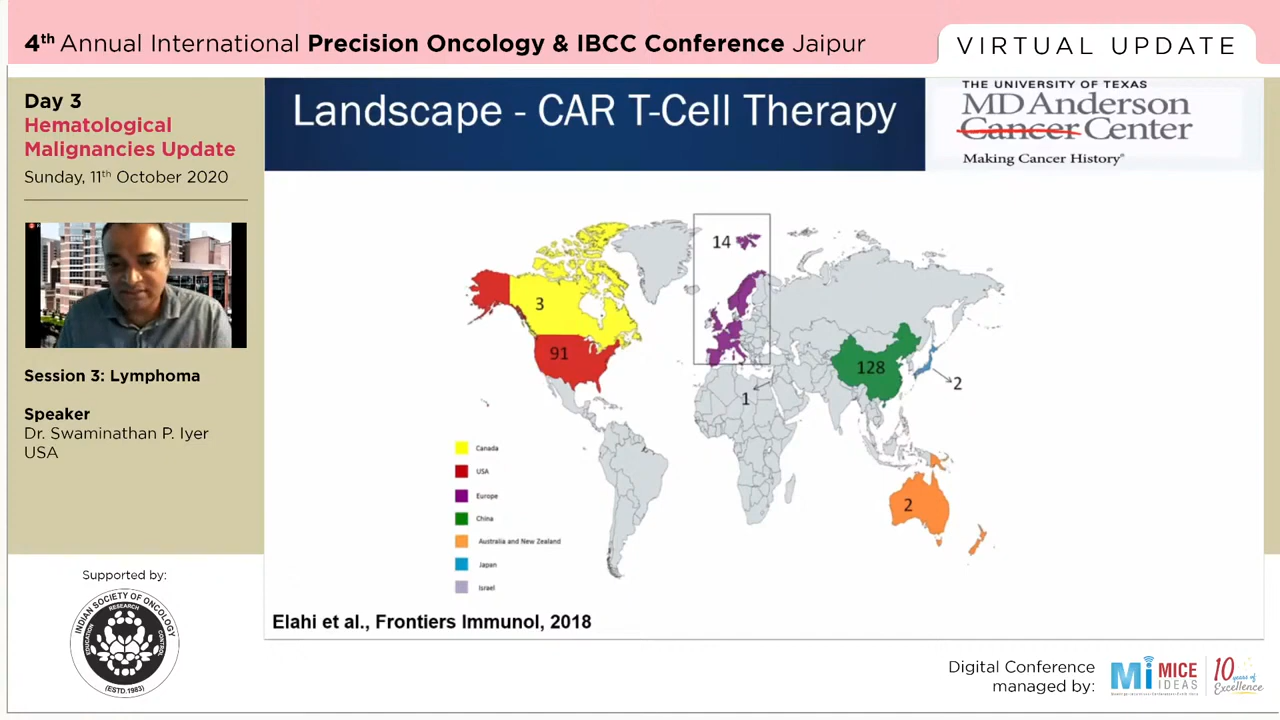 4th Annual International Precision Oncology & IBCC Conference Jaipur
VIRTUAL UPDATE
Day 3
Hematological
Malignancies Update
Sunday, 11th October 2020
Session 3: Lymphoma
Speaker
Dr. Swaminathan P. Iyer
USA
Supported by:
INDIAN SOCIETY OF ONCOLOGY
EDUCATION
RESEARCH
CONTROL
(ESTD.1983)
Landscape - CAR T-Cell Therapy
THE UNIVERSITY OF TEXAS
MD Anderson
Cancer Center
Making Cancer History®
14
3
91
128
2
1
2
Canada
USA
Europe
China
Australia and New Zealand
Japan
Israel
Elahi et al., Frontiers Immunol, 2018
Digital Conference
managed by:
Mi MICE
IDEAS
10 years of
Excellence